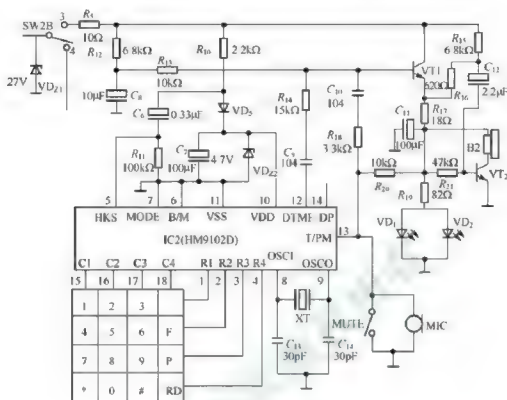 SW2B
3
4
R5
10Ω
27V
VDZ1
R12
6.8kΩ
R10
2.2kΩ
R13
10kΩ
10μF
C8
C6
0.33μF
VD5
R11
100kΩ
C7
100μF
4.7V
VDZ2
R14
15kΩ
C9
104
C10
104
R18
3.3kΩ
VT1
R15
6.8kΩ
C12
2.2μF
620Ω
R16
R17
18Ω
C11
100μF
B2
VT2
10kΩ
R20
47kΩ
R21
R19
82Ω
VD1
VD2
5 7 6 11 10 12 14
HKS MODE B/M VSS VDD DTMF DP
T/PM 13
IC2(HM9102D)
OSCI OSCO
C1 C2 C3 C4 R1 R2 R3 R4
15 16 17 18 1 2 3 4 8 9
XT
C13
30pF
C14
30pF
MUTE
MIC
1 2 3
4 5 6 F
7 8 9 P
* 0 # RD